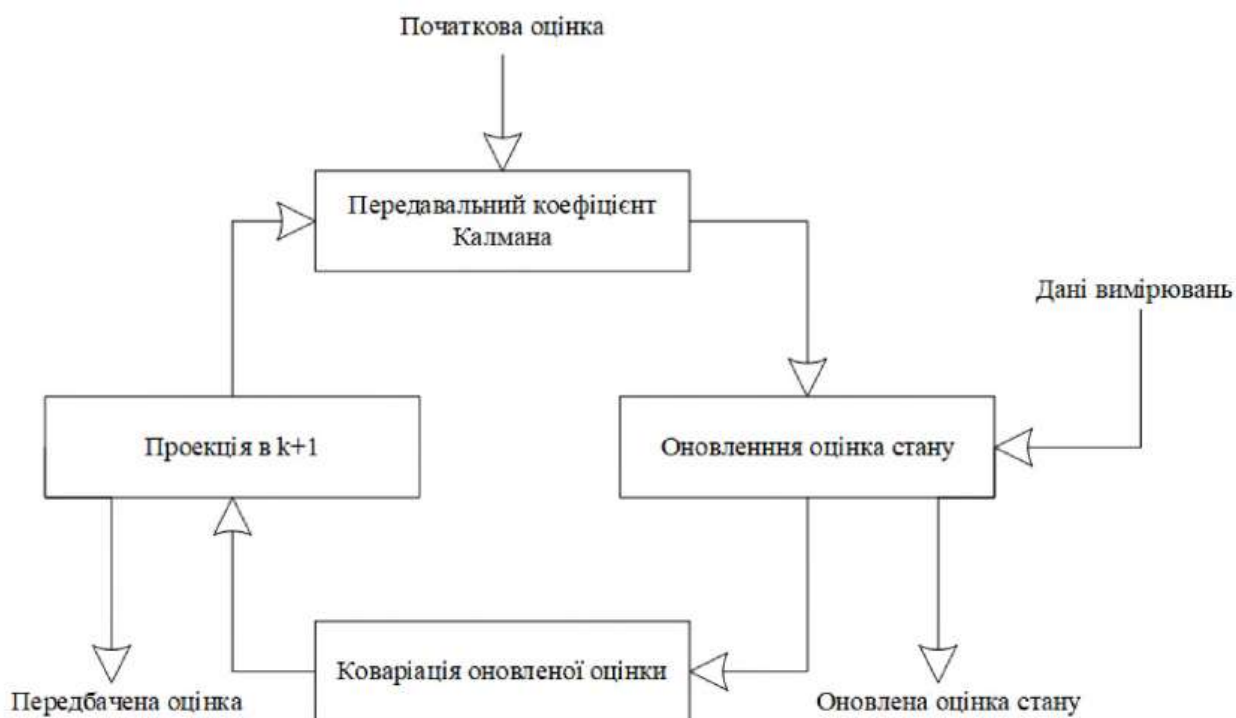 Початкова оцінка
Передавальний коефіцієнт
Калмана
Дані вимірювань
Проекція в k+1
Оновленння оцінка стану
Коваріація оновленої оцінки
Передбачена оцінка
Оновлена оцінка стану